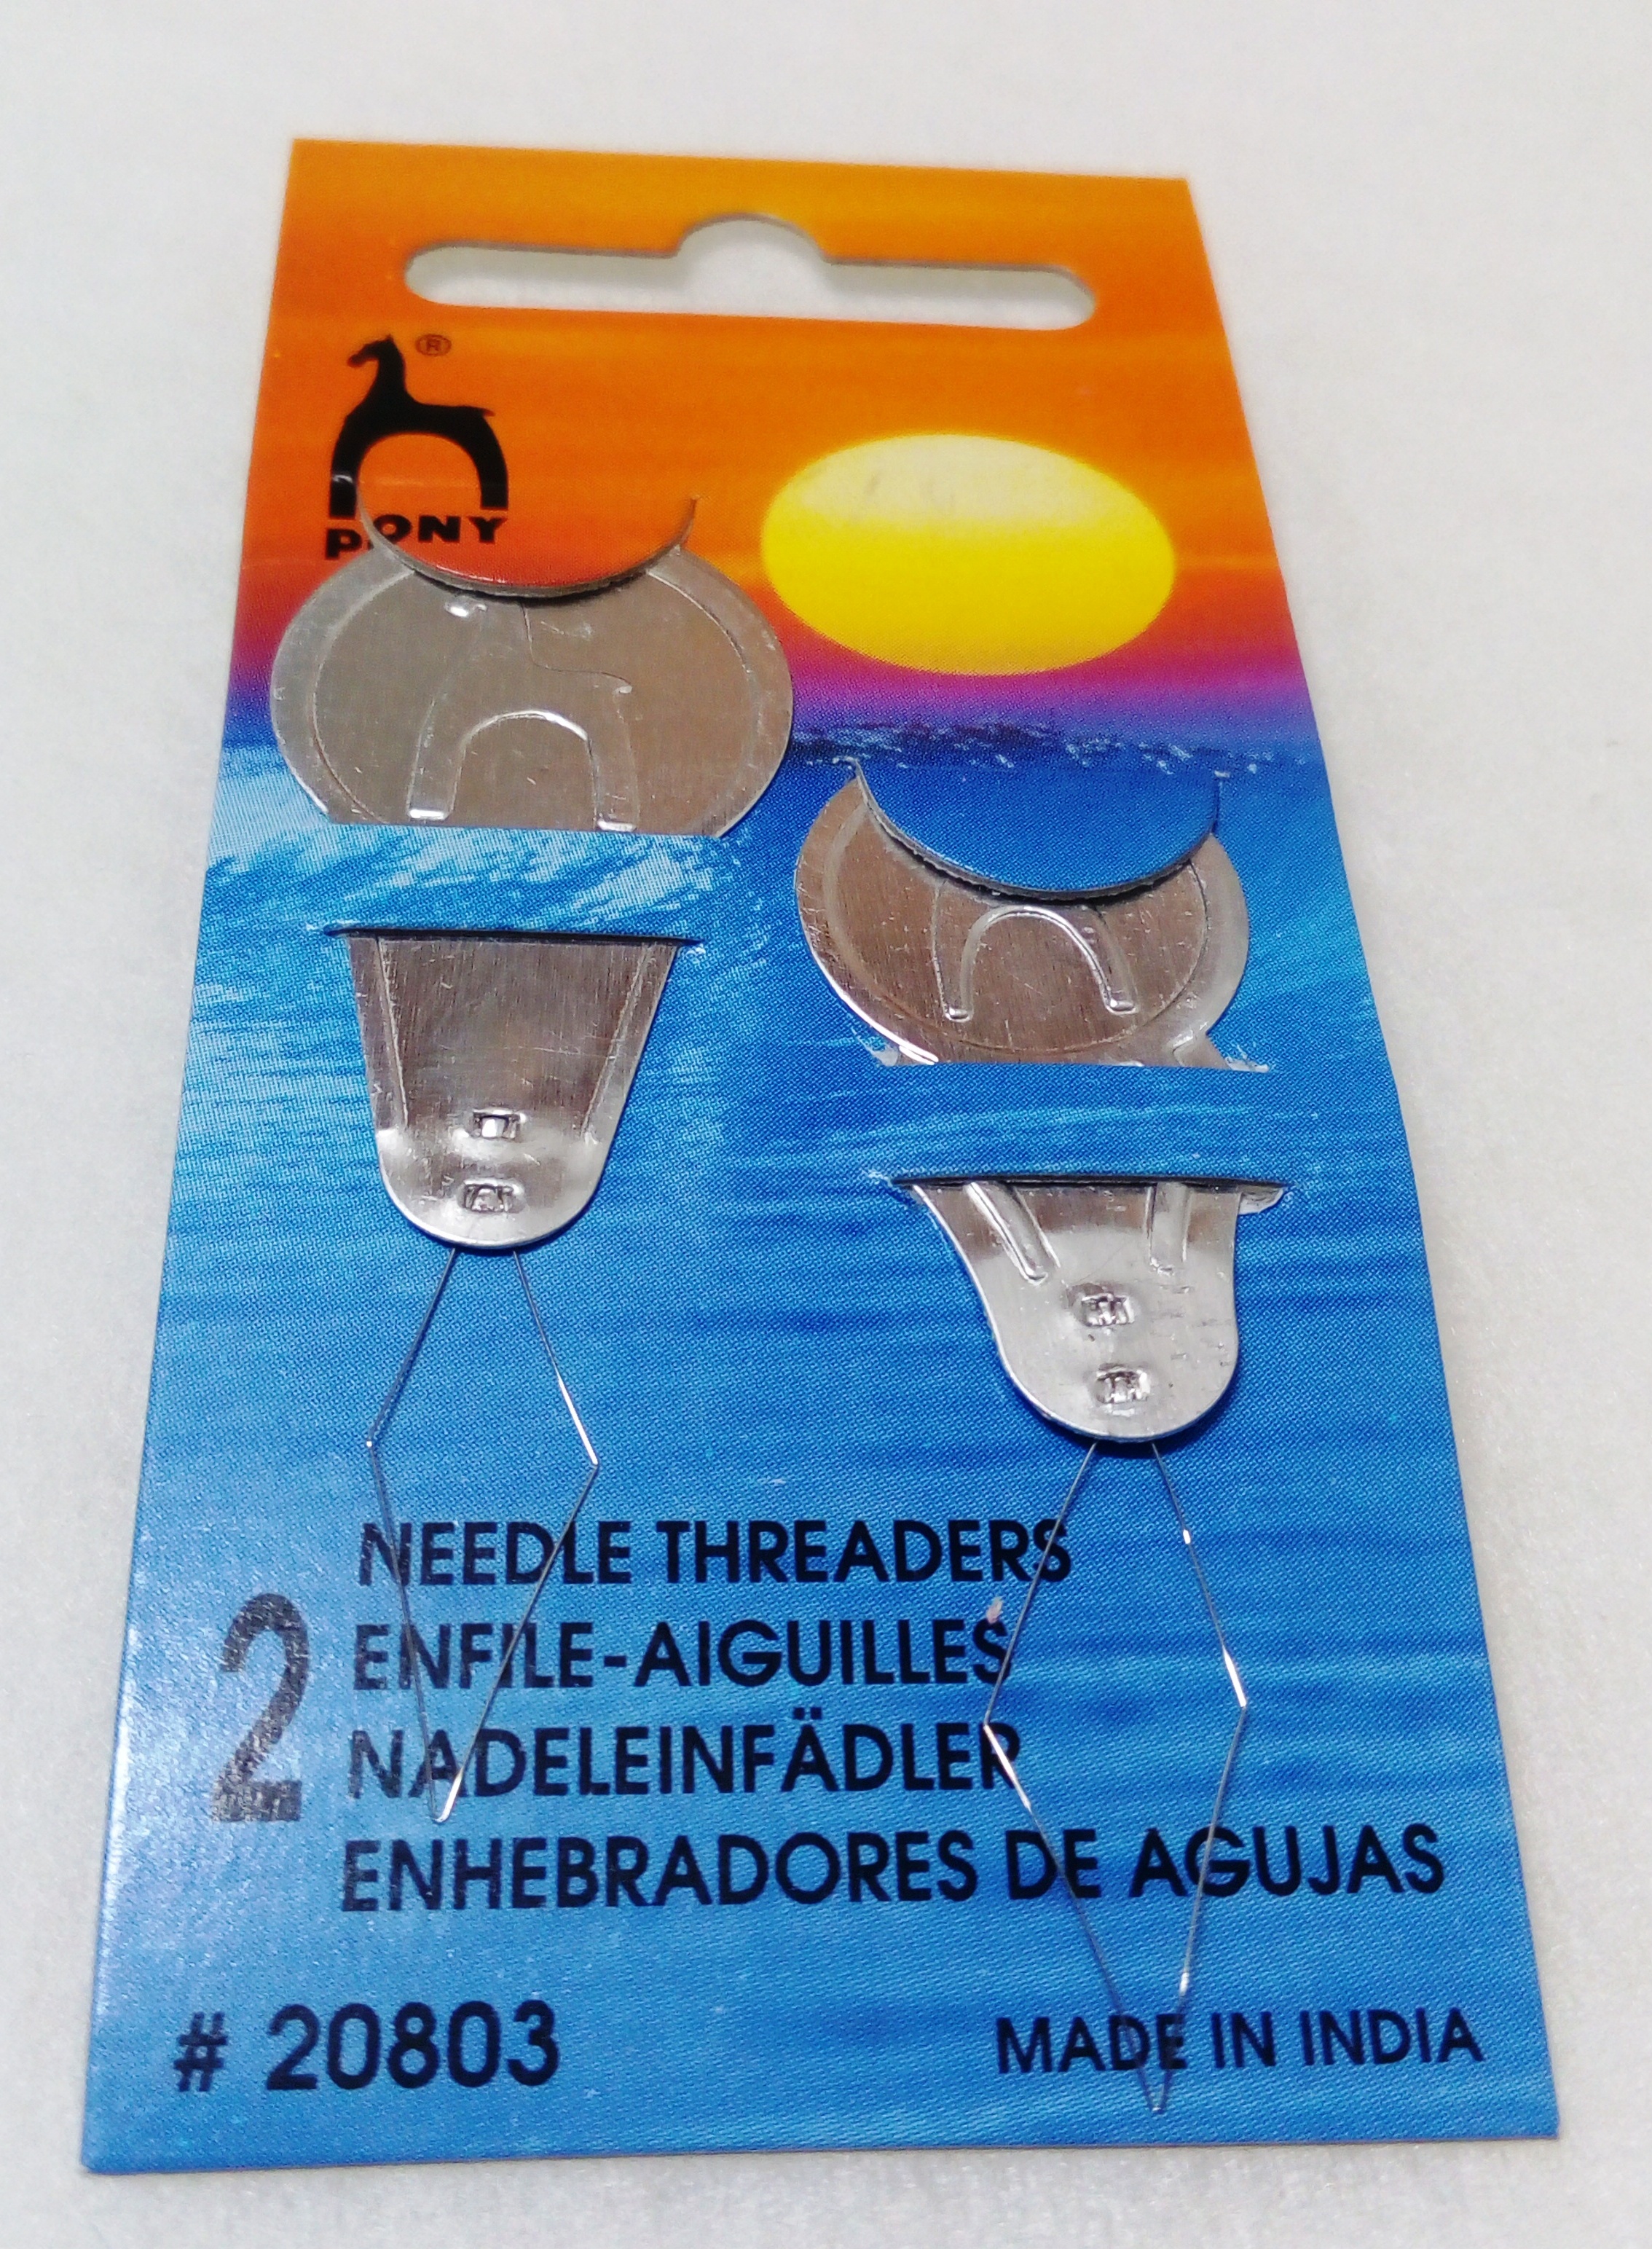 ®
PONY
2
NEEDLE THREADERS
ENFILE-AIGUILLES
NADELEINFÄDLER
ENHEBRADORES DE AGUJAS
# 20803
MADE IN INDIA